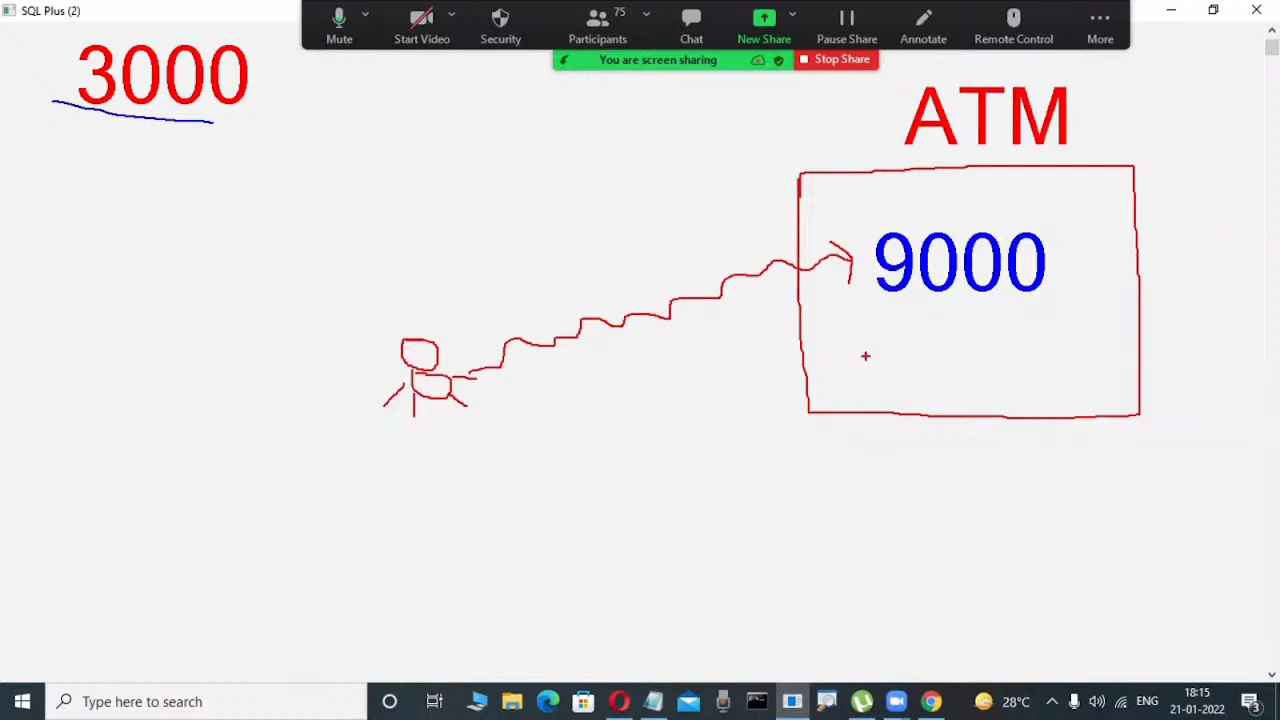 SQL Plus (2)
Mute
Start Video
Security
75
Participants
Chat
New Share
Pause Share
Annotate
Remote Control
More
You are screen sharing
Stop Share
3000
ATM
9000
Type here to search
28°C
ENG
18:15
21-01-2022
3